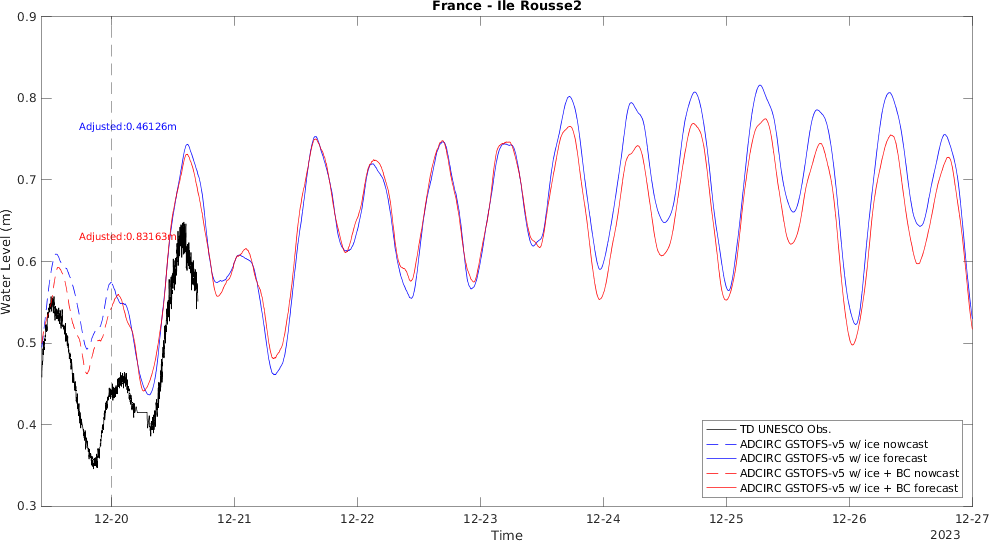 France - Ile Rousse2
Water Level (m)
0.9
0.8
0.7
0.6
0.5
0.4
0.3
Adjusted:0.46126m
Adjusted:0.83163m
TD UNESCO Obs.
ADCIRC GSTOFS-v5 w/ ice nowcast
ADCIRC GSTOFS-v5 w/ ice forecast
ADCIRC GSTOFS-v5 w/ ice + BC nowcast
ADCIRC GSTOFS-v5 w/ ice + BC forecast
12-20 12-21 12-22 12-23 12-24 12-25 12-26 12-27
Time
2023